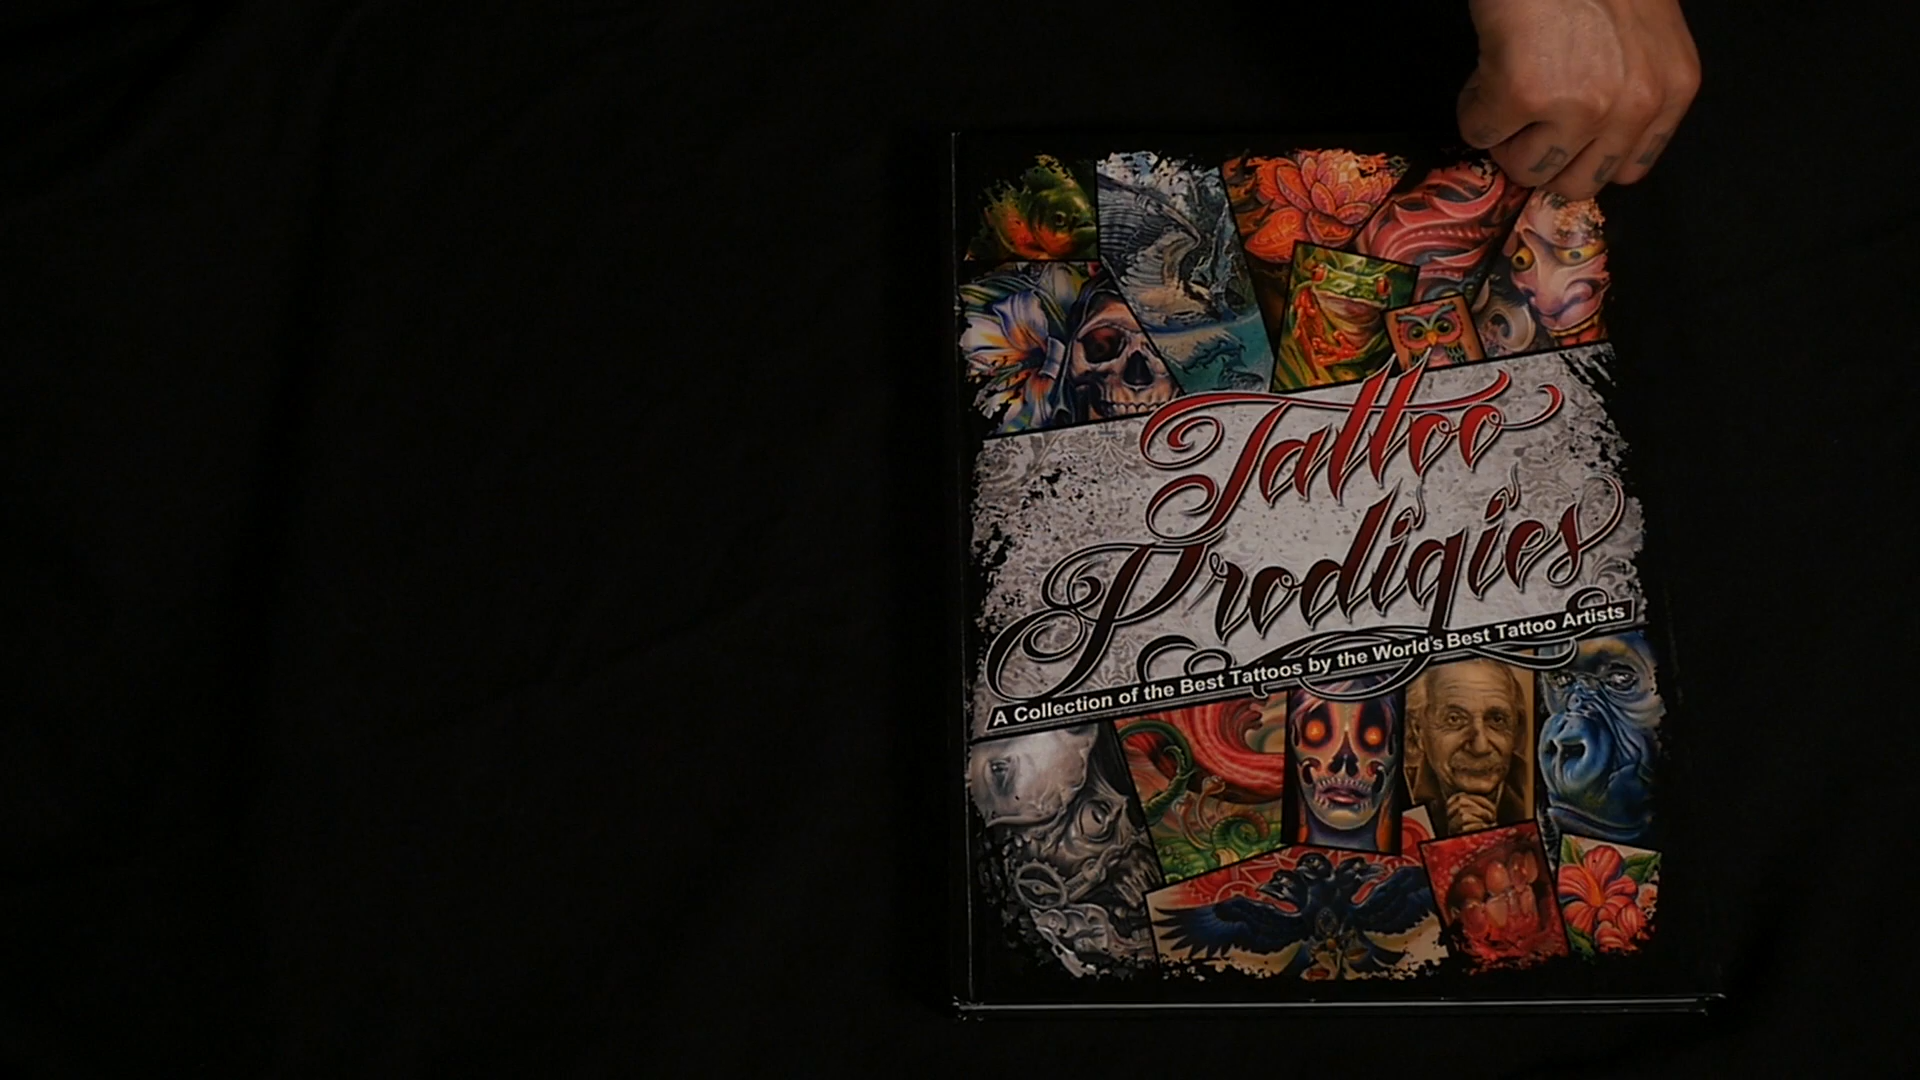 Tattoo
Prodigies
A Collection of the Best Tattoos by the World's Best Tattoo Artists